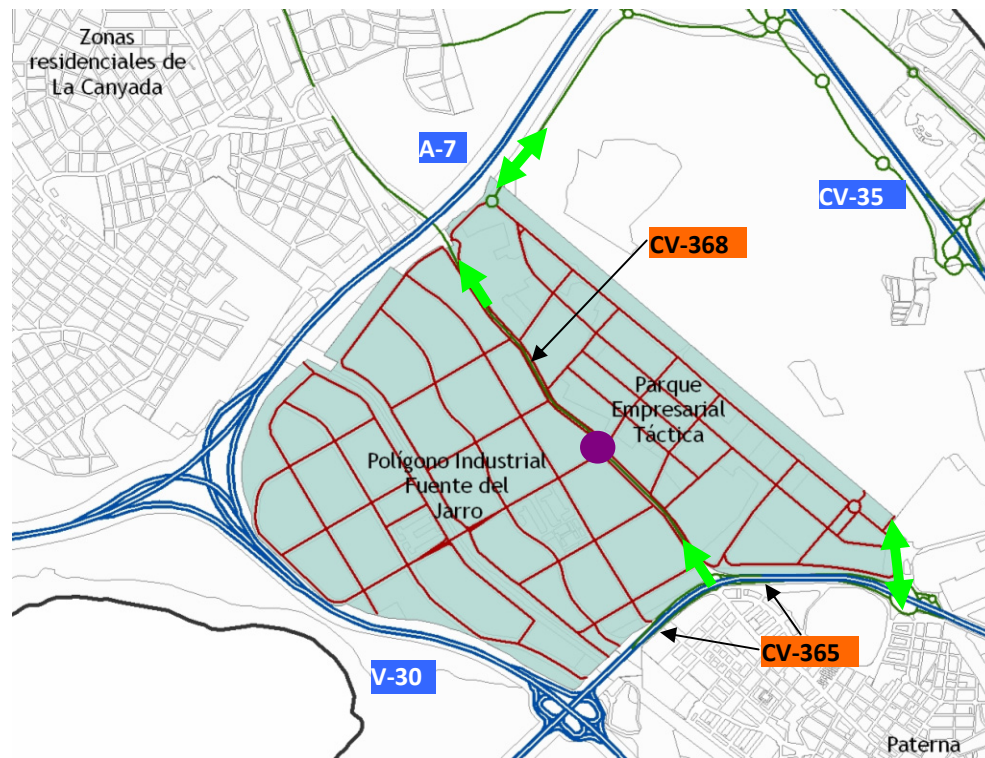 Zonas
residenciales de
La Canyada
A-7
CV-35
CV-368
Parque
Empresarial
Táctica
Polígono Industrial
Fuente del
Jarro
CV-365
V-30
Paterna